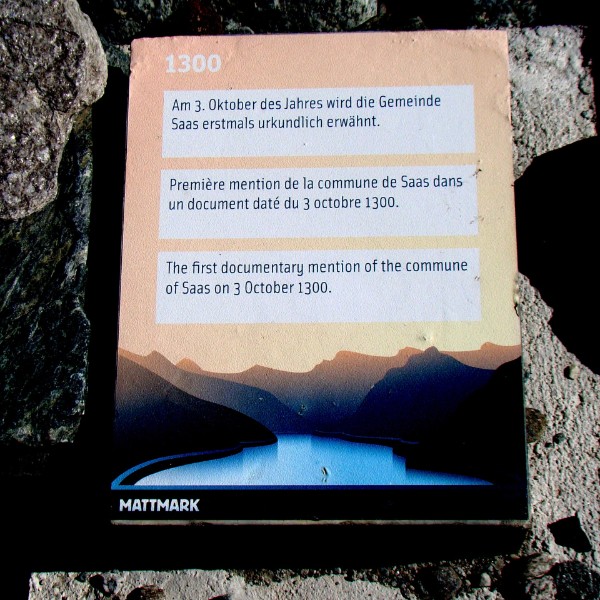 1300
Am 3. Oktober des Jahres wird die Gemeinde
Saas erstmals urkundlich erwähnt.
Première mention de la commune de Saas dans
un document daté du 3 octobre 1300.
The first documentary mention of the commune
of Saas on 3 October 1300.
MATTMARK